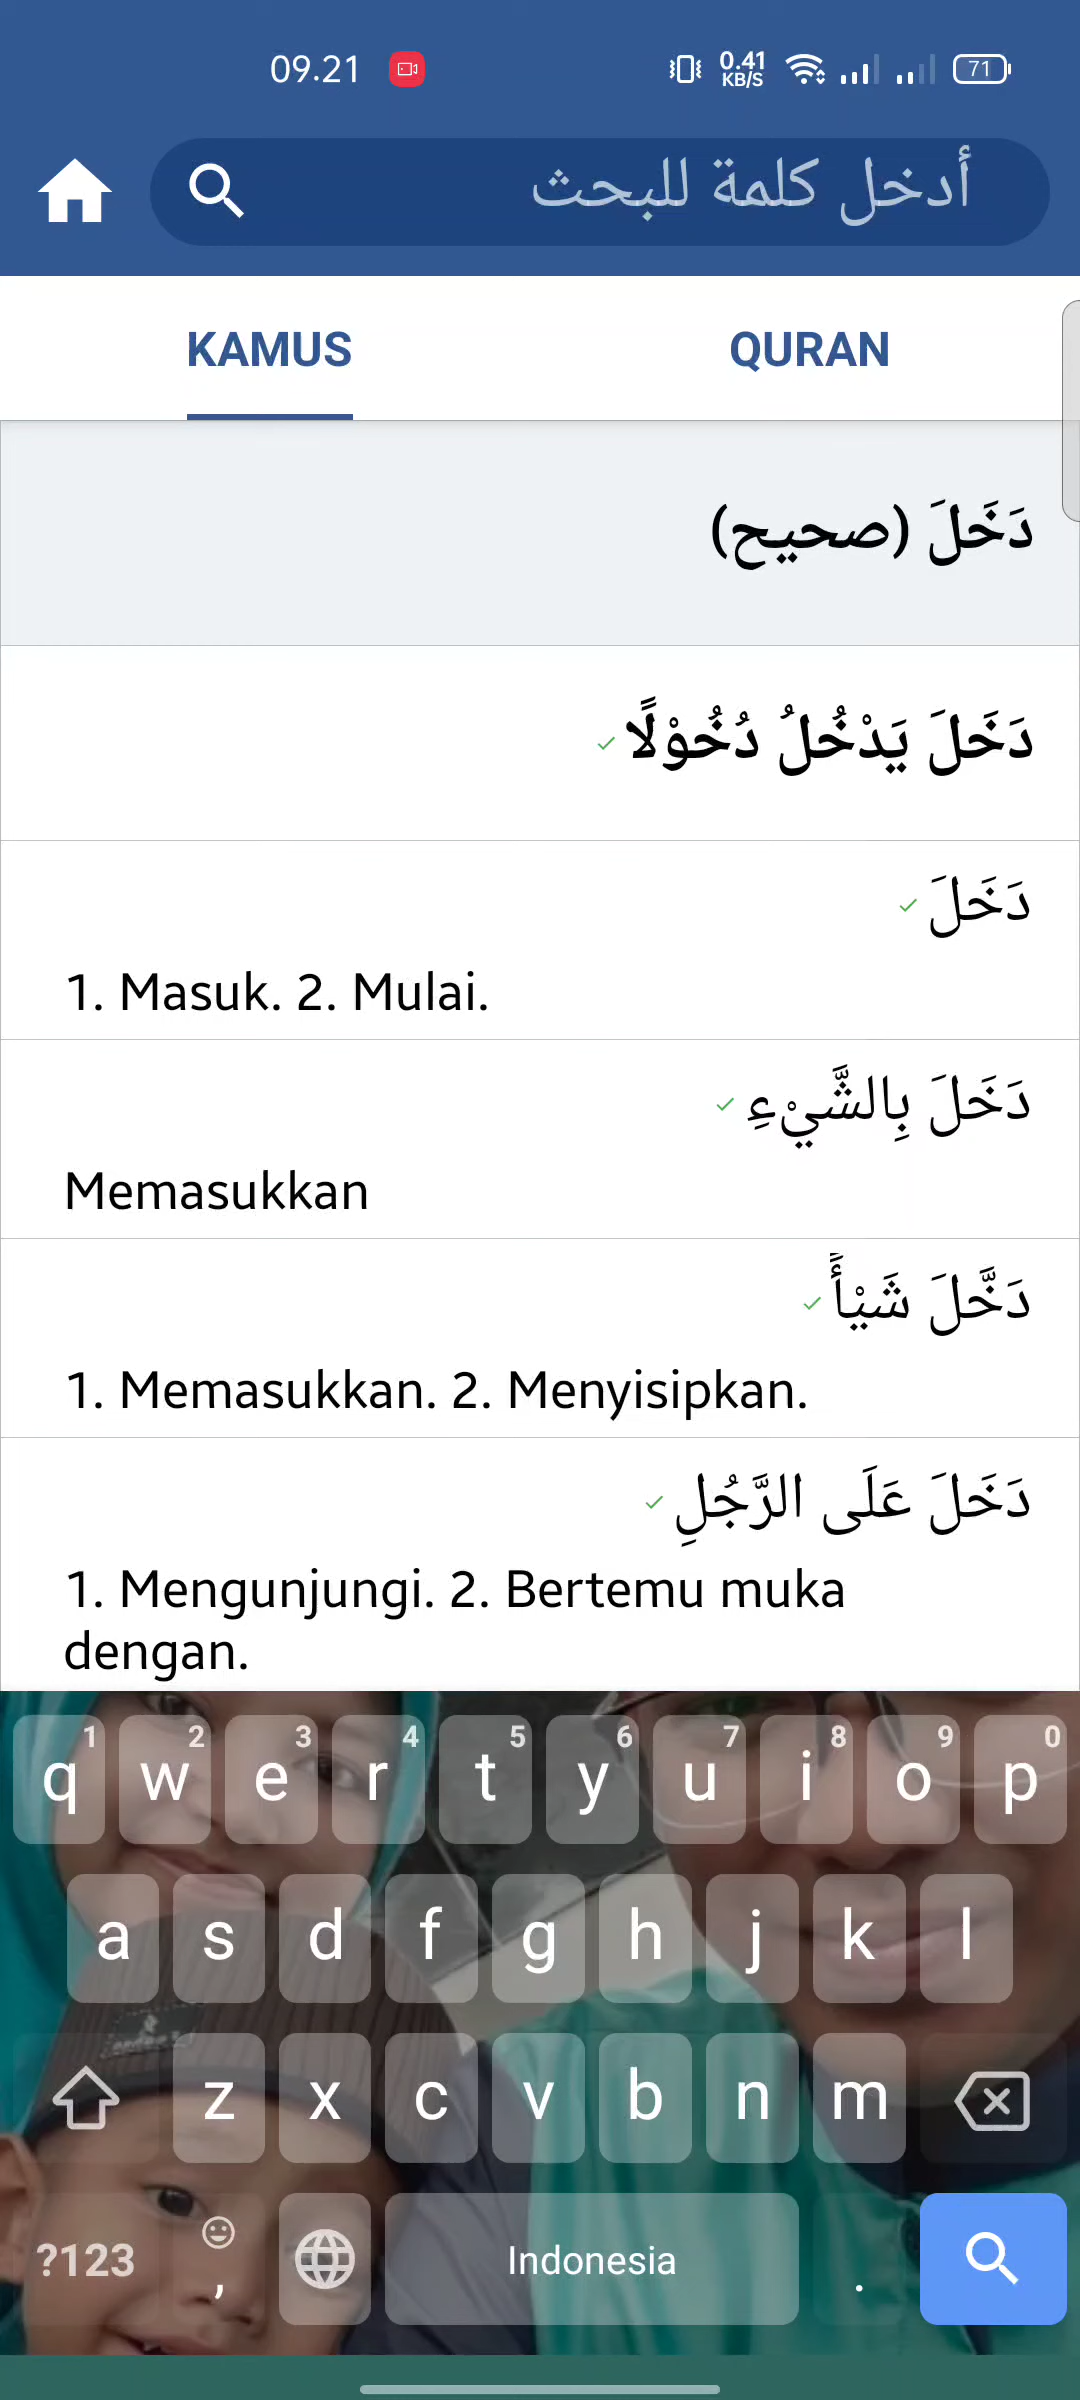 09.21
0.41
KB/S
71
أدخل كلمة للبحث
KAMUS
QURAN
دَخَلَ (صحيح)
دَخَلَ يَدْخُلُ دُخُوْلًا
دَخَلَ
1. Masuk. 2. Mulai.
دَخَلَ بِالشَّيْءِ
Memasukkan
دَخَّلَ شَيْأً
1. Memasukkan. 2. Menyisipkan.
دَخَلَ عَلَى الرَّجُلِ
1. Mengunjungi. 2. Bertemu muka
dengan.
1 2 3 4 5 6 7 8 9 0
q w e r t y u i o p
a s d f g h j k l
z x c v b n m
?123 , Indonesia .